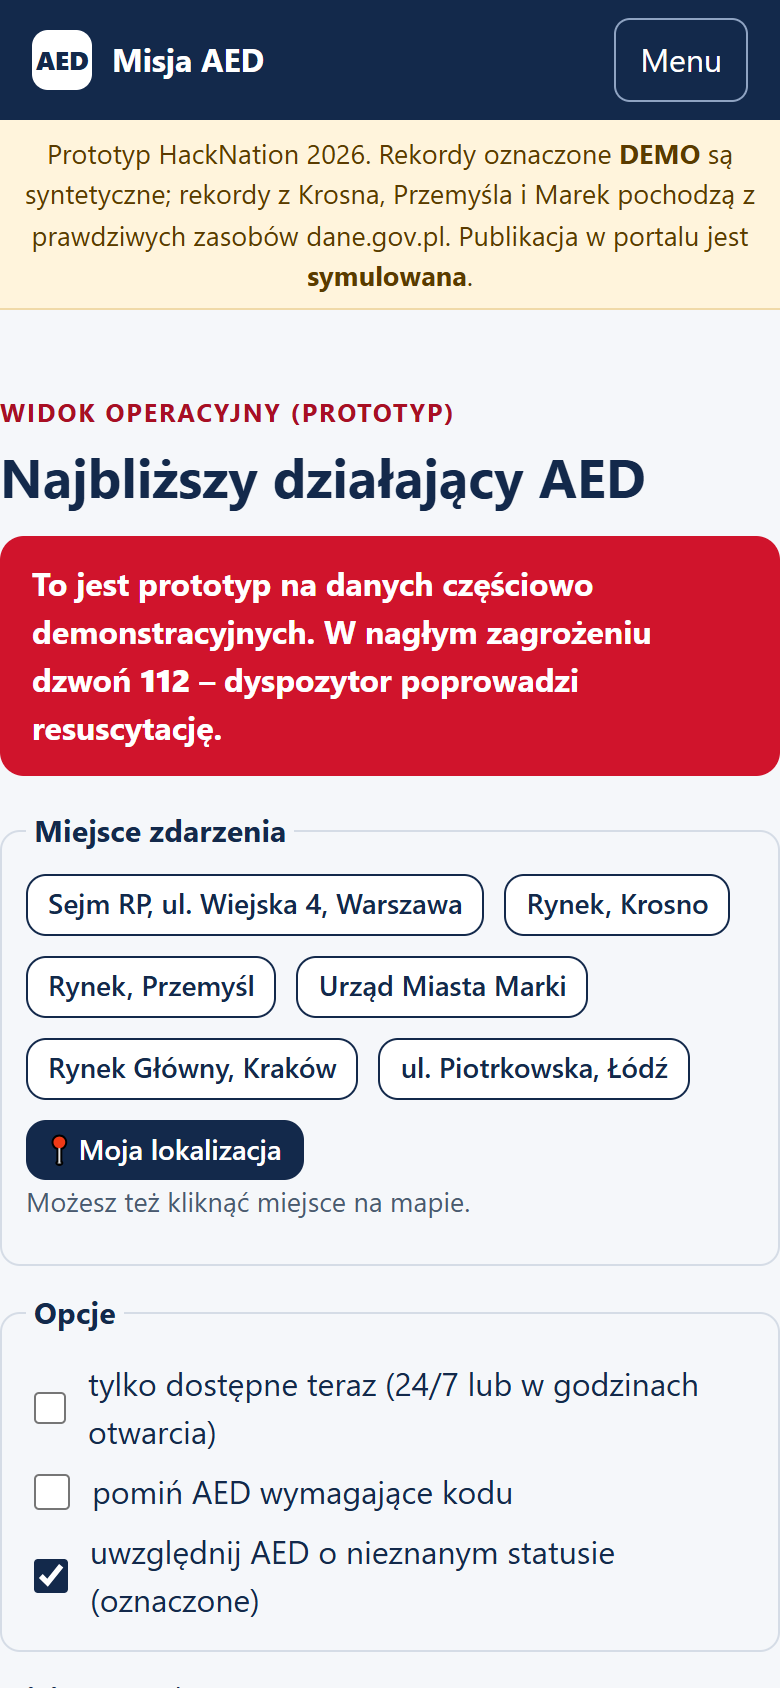 AED Misja AED
Menu
Prototyp HackNation 2026. Rekordy oznaczone DEMO są
syntetyczne; rekordy z Krosna, Przemyśla i Marek pochodzą z
prawdziwych zasobów dane.gov.pl. Publikacja w portalu jest
symulowana.
WIDOK OPERACYJNY (PROTOTYP)
Najbliższy działający AED
To jest prototyp na danych częściowo
demonstracyjnych. W nagłym zagrożeniu
dzwoń 112 – dyspozytor poprowadzi
resuscytację.
Miejsce zdarzenia
Sejm RP, ul. Wiejska 4, Warszawa
Rynek, Krosno
Rynek, Przemyśl
Urząd Miasta Marki
Rynek Główny, Kraków
ul. Piotrkowska, Łódź
Moja lokalizacja
Możesz też kliknąć miejsce na mapie.
Opcje
tylko dostępne teraz (24/7 lub w godzinach
otwarcia)
pomiń AED wymagające kodu
uwzględnij AED o nieznanym statusie
(oznaczone)